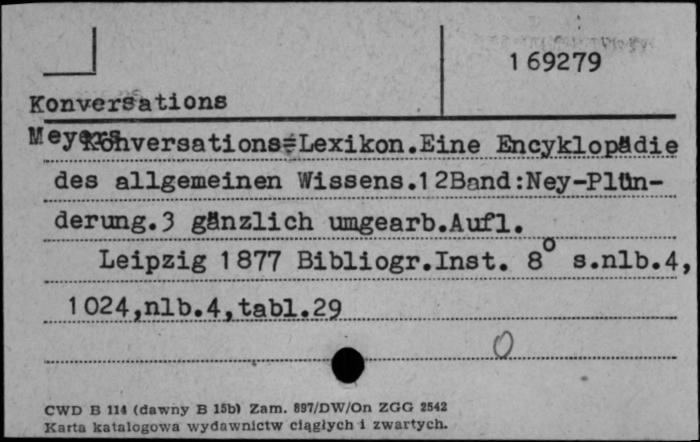 169279
Konversations
Meyers Konversations=Lexikon.Eine Encyklopädie
des allgemeinen Wissens.12Band:Ney-Plün-
derung.3 gänzlich umgearb.Aufl.
Leipzig 1877 Bibliogr.Inst. 8° s.nlb.4,
1024,nlb.4,tabl.29
0
CWD B 114 (dawny B 15b) Zam. 897/DW/On ZGG 2542
Karta katalogowa wydawnictw ciągłych i zwartych.